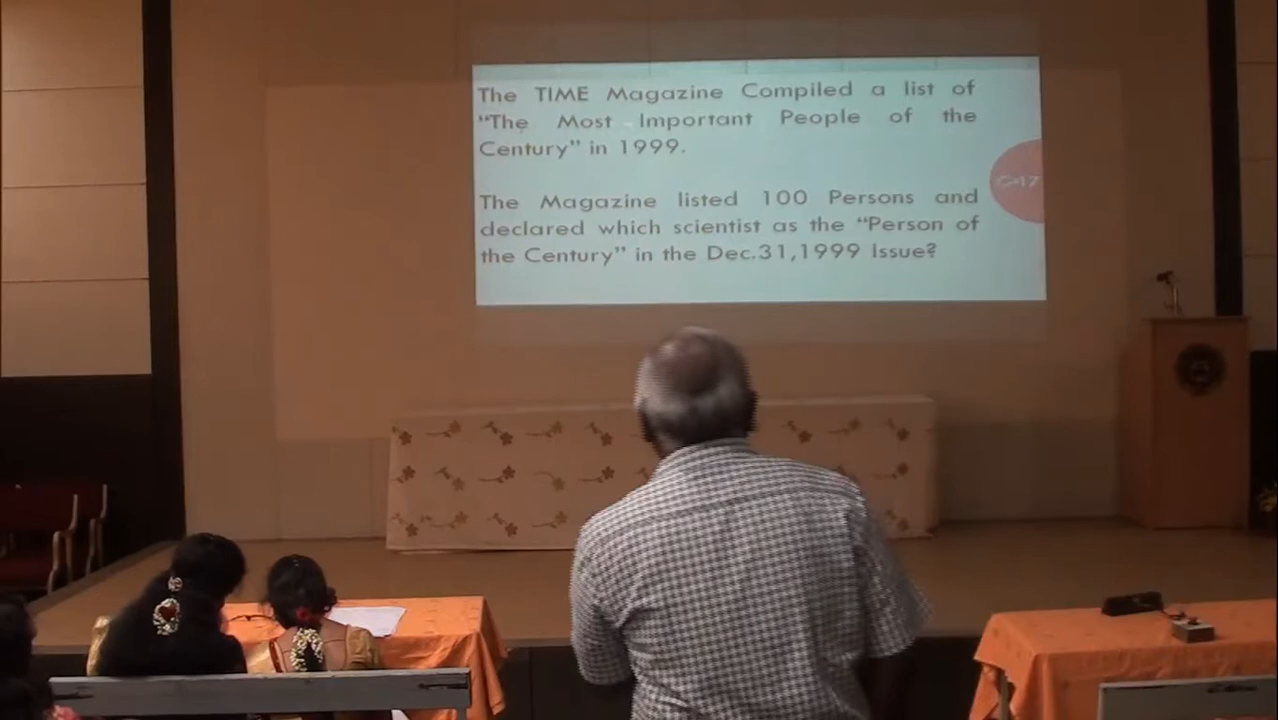 The TIME Magazine Compiled a list of
"The Most Important People of the
Century" in 1999.
The Magazine listed 100 Persons and
declared which scientist as the "Person of
the Century" in the Dec.31,1999 Issue?